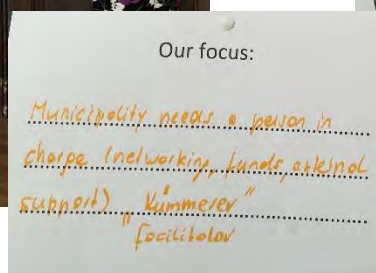 Our focus:
Municipality needs a person in
charge (networking, funds, external
support) "Kümmerer"
"facilitator